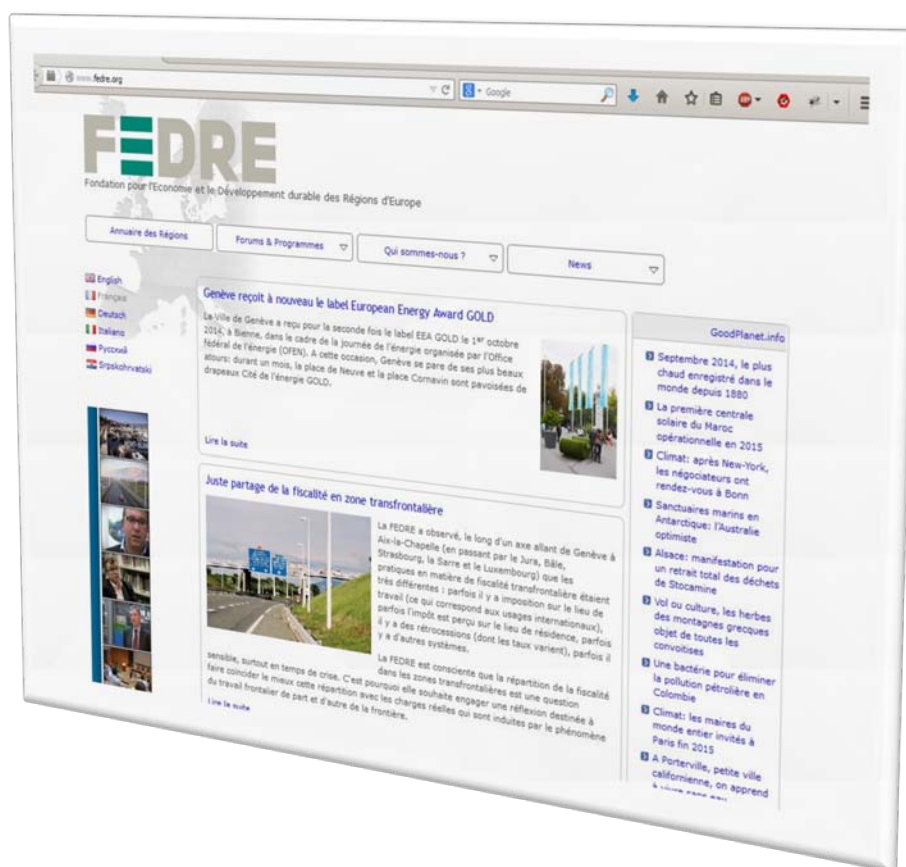 www.fedre.org
Google
FEDRE
Fondation pour l'Economie et le Développement durable des Régions d'Europe
Annuaire des Régions
Forums & Programmes
Qui sommes-nous ?
News
English
Français
Deutsch
Italiano
Русский
Srpskohrvatski
Genève reçoit à nouveau le label European Energy Award GOLD
La Ville de Genève a reçu pour la seconde fois le label EEA GOLD le 1er octobre
2014, à Bienne, dans le cadre de la journée de l'énergie organisée par l'Office
fédéral de l'énergie (OFEN). A cette occasion, Genève se pare de ses plus beaux
atours: durant un mois, la place de Neuve et la place Cornavin sont pavoisées de
drapeaux Cité de l'énergie GOLD.
Lire la suite
Juste partage de la fiscalité en zone transfrontalière
La FEDRE a observé, le long d'un axe allant de Genève à
Aix-la-Chapelle (en passant par le Jura, Bâle,
Strasbourg, la Sarre et le Luxembourg) que les
pratiques en matière de fiscalité transfrontalière étaient
très différentes : parfois il y a imposition sur le lieu de
travail (ce qui correspond aux usages internationaux),
parfois l'impôt est perçu sur le lieu de résidence, parfois
il y a des rétrocessions (dont les taux varient), parfois il
y a d'autres systèmes.
La FEDRE est consciente que la répartition de la fiscalité
dans les zones transfrontalières est une question
sensible, surtout en temps de crise. C'est pourquoi elle souhaite engager une réflexion destinée à
faire coïncider le mieux cette répartition avec les charges réelles qui sont induites par le phénomène
du travail frontalier de part et d'autre de la frontière.
Lire la suite
GoodPlanet.info
Septembre 2014, le plus
chaud enregistré dans le
monde depuis 1880
La première centrale
solaire du Maroc
opérationnelle en 2015
Climat: après New-York,
les négociateurs ont
rendez-vous à Bonn
Sanctuaires marins en
Antarctique: l'Australie
optimiste
Alsace: manifestation pour
un retrait total des déchets
de Stocamine
Vol ou culture, les herbes
des montagnes grecques
objet de toutes les
convoitises
Une bactérie pour éliminer
la pollution pétrolière en
Colombie
Climat: les maires du
monde entier invités à
Paris fin 2015
A Porterville, petite ville
californienne, on apprend
à vivre sans eau